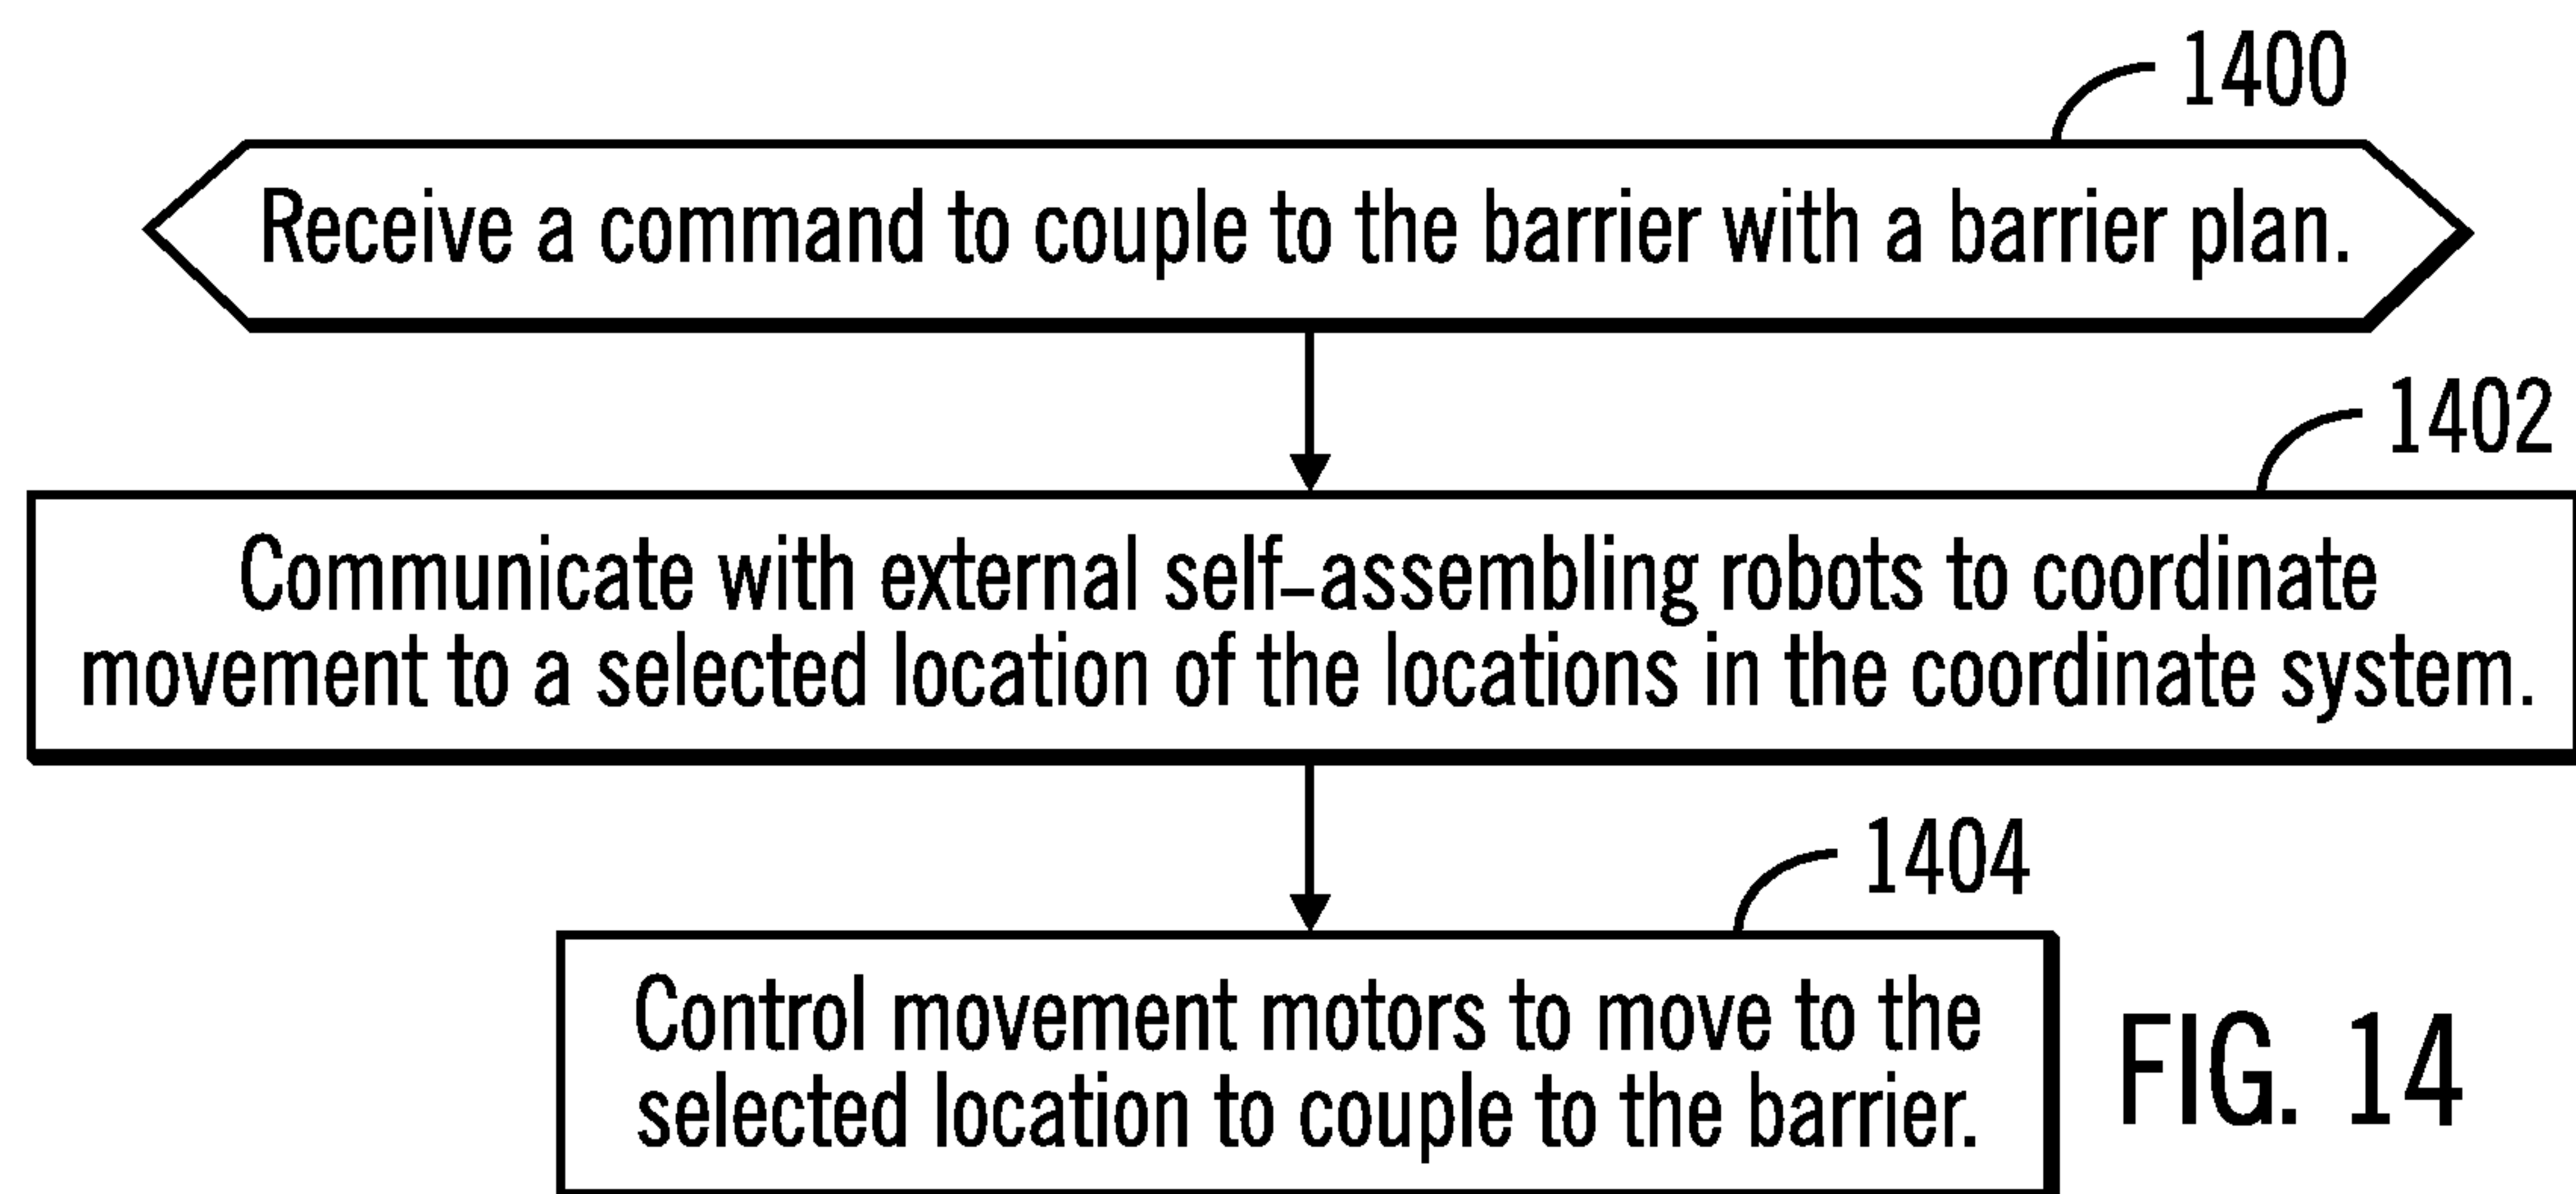 1400
Receive a command to couple to the barrier with a barrier plan.
1402
Communicate with external self-assembling robots to coordinate
movement to a selected location of the locations in the coordinate system.
1404
Control movement motors to move to the
selected location to couple to the barrier.
FIG. 14